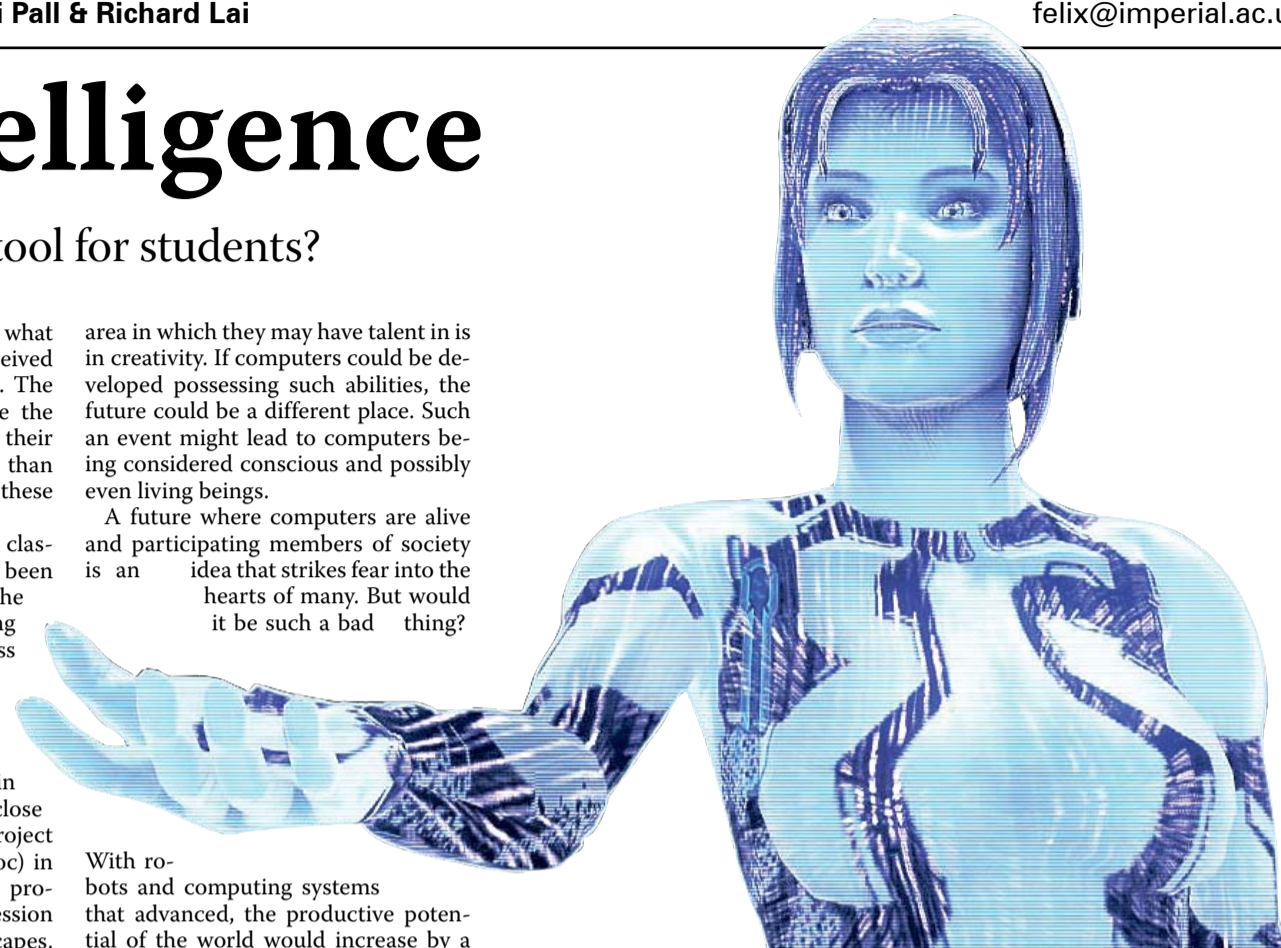 i Pall & Richard Lai
felix@imperial.ac.u
elligence
tool for students?
what
eived
. The
e the
their
than
these
clas-
been
he
ng
ss
in
close
roject
oc) in
pro-
ession
capes.
area in which they may have talent in is
in creativity. If computers could be de-
veloped possessing such abilities, the
future could be a different place. Such
an event might lead to computers be-
ing considered conscious and possibly
even living beings.
A future where computers are alive
and participating members of society
is an idea that strikes fear into the
hearts of many. But would
it be such a bad thing?
With ro-
bots and computing systems
that advanced, the productive poten-
tial of the world would increase by a